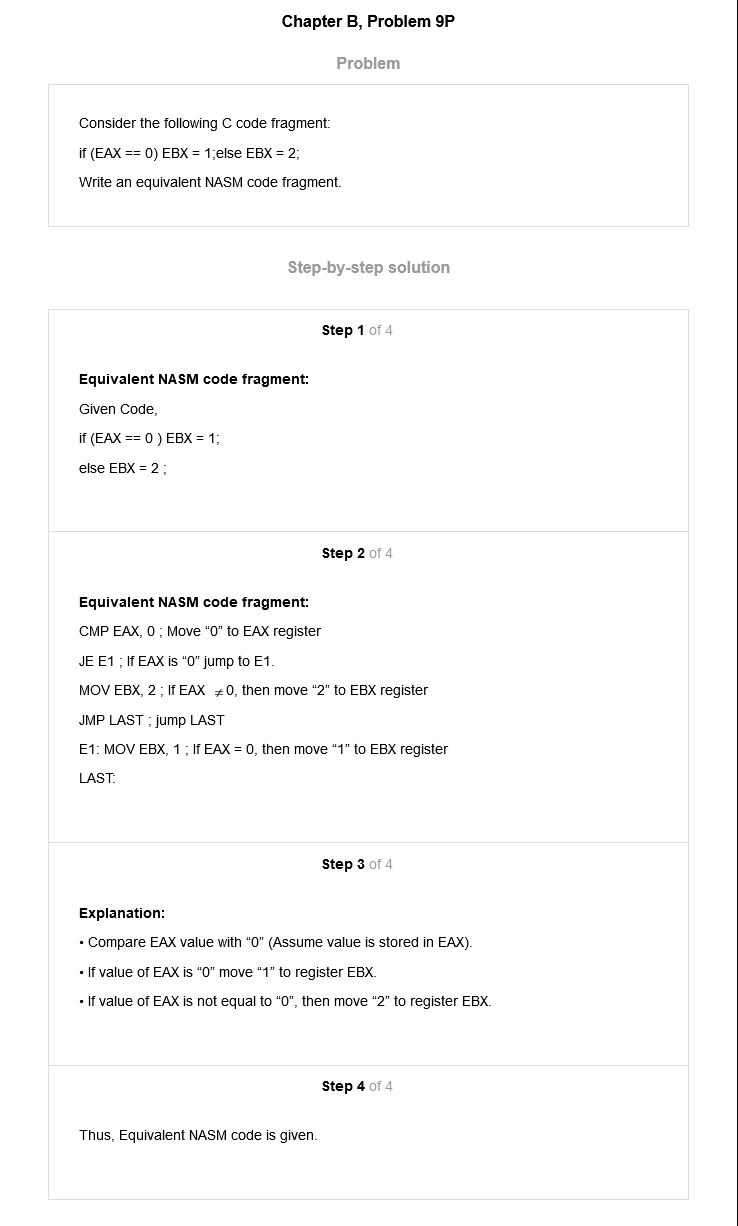 Chapter B, Problem 9P
Problem
Consider the following C code fragment:
if (EAX == 0) EBX = 1;else EBX = 2;
Write an equivalent NASM code fragment.
Step-by-step solution
Step 1 of 4
Equivalent NASM code fragment:
Given Code,
if (EAX == 0 ) EBX = 1;
else EBX = 2 ;
Step 2 of 4
Equivalent NASM code fragment:
CMP EAX, 0 ; Move “0” to EAX register
JE E1 ; If EAX is “0” jump to E1.
MOV EBX, 2 ; If EAX ≠ 0, then move “2” to EBX register
JMP LAST ; jump LAST
E1: MOV EBX, 1 ; If EAX = 0, then move “1” to EBX register
LAST:
Step 3 of 4
Explanation:
• Compare EAX value with “0” (Assume value is stored in EAX).
• If value of EAX is “0” move “1” to register EBX.
• If value of EAX is not equal to “0”, then move “2” to register EBX.
Step 4 of 4
Thus, Equivalent NASM code is given.